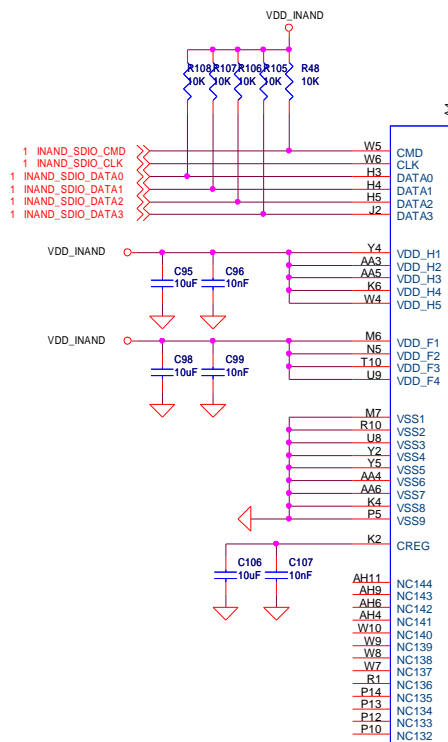 VDD_INAND
R108 R107 R106 R105 R48
10K 10K 10K 10K 10K
1 INAND_SDIO_CMD W5 CMD
1 INAND_SDIO_CLK W6 CLK
1 INAND_SDIO_DATA0 H3 DATA0
1 INAND_SDIO_DATA1 H4 DATA1
1 INAND_SDIO_DATA2 H5 DATA2
1 INAND_SDIO_DATA3 J2 DATA3
VDD_INAND Y4 VDD_H1
AA3 VDD_H2
AA5 VDD_H3
K6 VDD_H4
W4 VDD_H5
C95 C96
10uF 10nF
VDD_INAND M6 VDD_F1
N5 VDD_F2
T10 VDD_F3
U9 VDD_F4
C98 C99
10uF 10nF
M7 VSS1
R10 VSS2
U8 VSS3
Y2 VSS4
Y5 VSS5
AA4 VSS6
AA6 VSS7
K4 VSS8
P5 VSS9
K2 CREG
C106 C107
10uF 10nF
AH11 NC144
AH9 NC143
AH6 NC142
AH4 NC141
W10 NC140
W9 NC139
W8 NC138
W7 NC137
R1 NC136
P14 NC135
P13 NC134
P12 NC133
P10 NC132